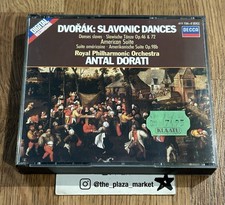 DIGITAL
DVOŘÁK: SLAVONIC DANCES
DECCA
Danses slaves · Slawische Tänze Op.46 & 72
American Suite
Suite américaine · Amerikanische Suite Op.98b
Royal Philharmonic Orchestra
ANTAL DORATI
@the_plaza_market